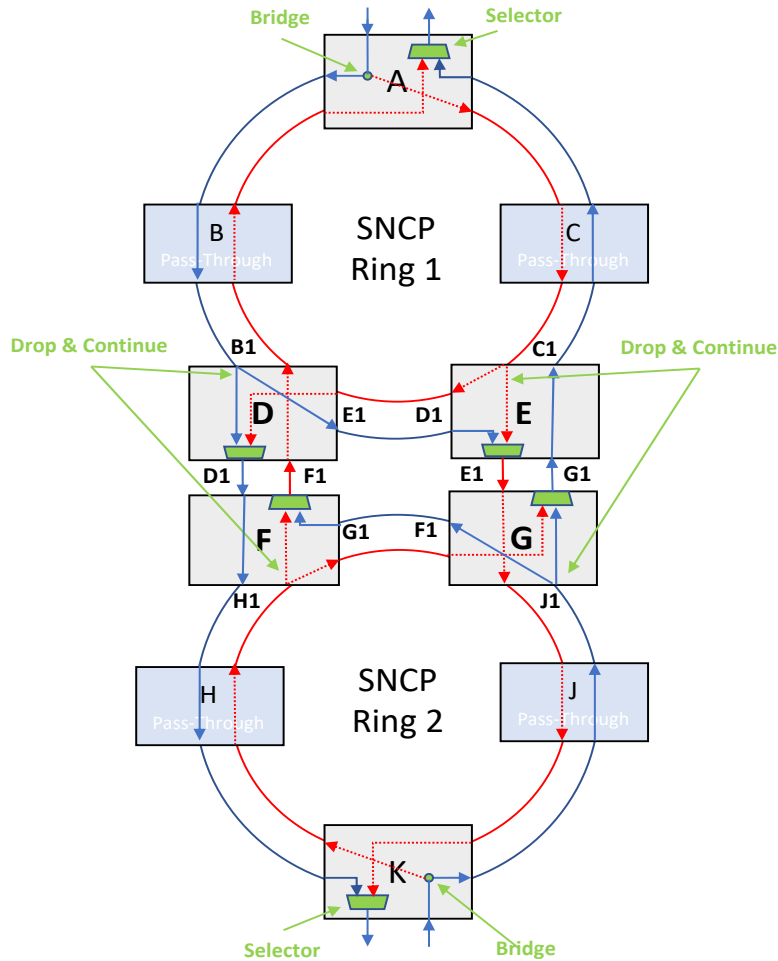 Bridge
Selector
A
B
Pass-Through
SNCP
Ring 1
C
Pass-Through
Drop & Continue
B1
C1
Drop & Continue
D
E1
D1
E
D1
F1
E1
G1
F
G1
F1
G
H1
J1
H
Pass-Through
SNCP
Ring 2
J
Pass-Through
K
Selector
Bridge